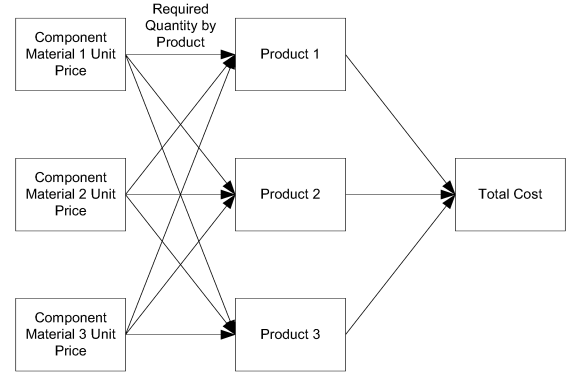 Component
Material 1 Unit
Price
Required
Quantity by
Product
Product 1
Component
Material 2 Unit
Price
Product 2
Total Cost
Component
Material 3 Unit
Price
Product 3